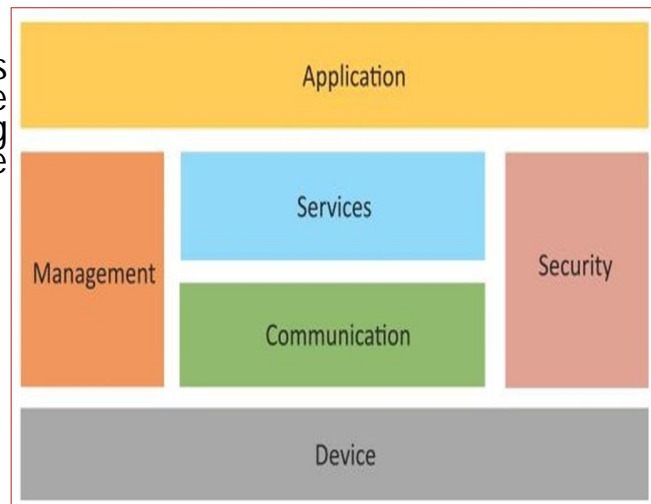 Application
Services
Management
Security
Communication
Device